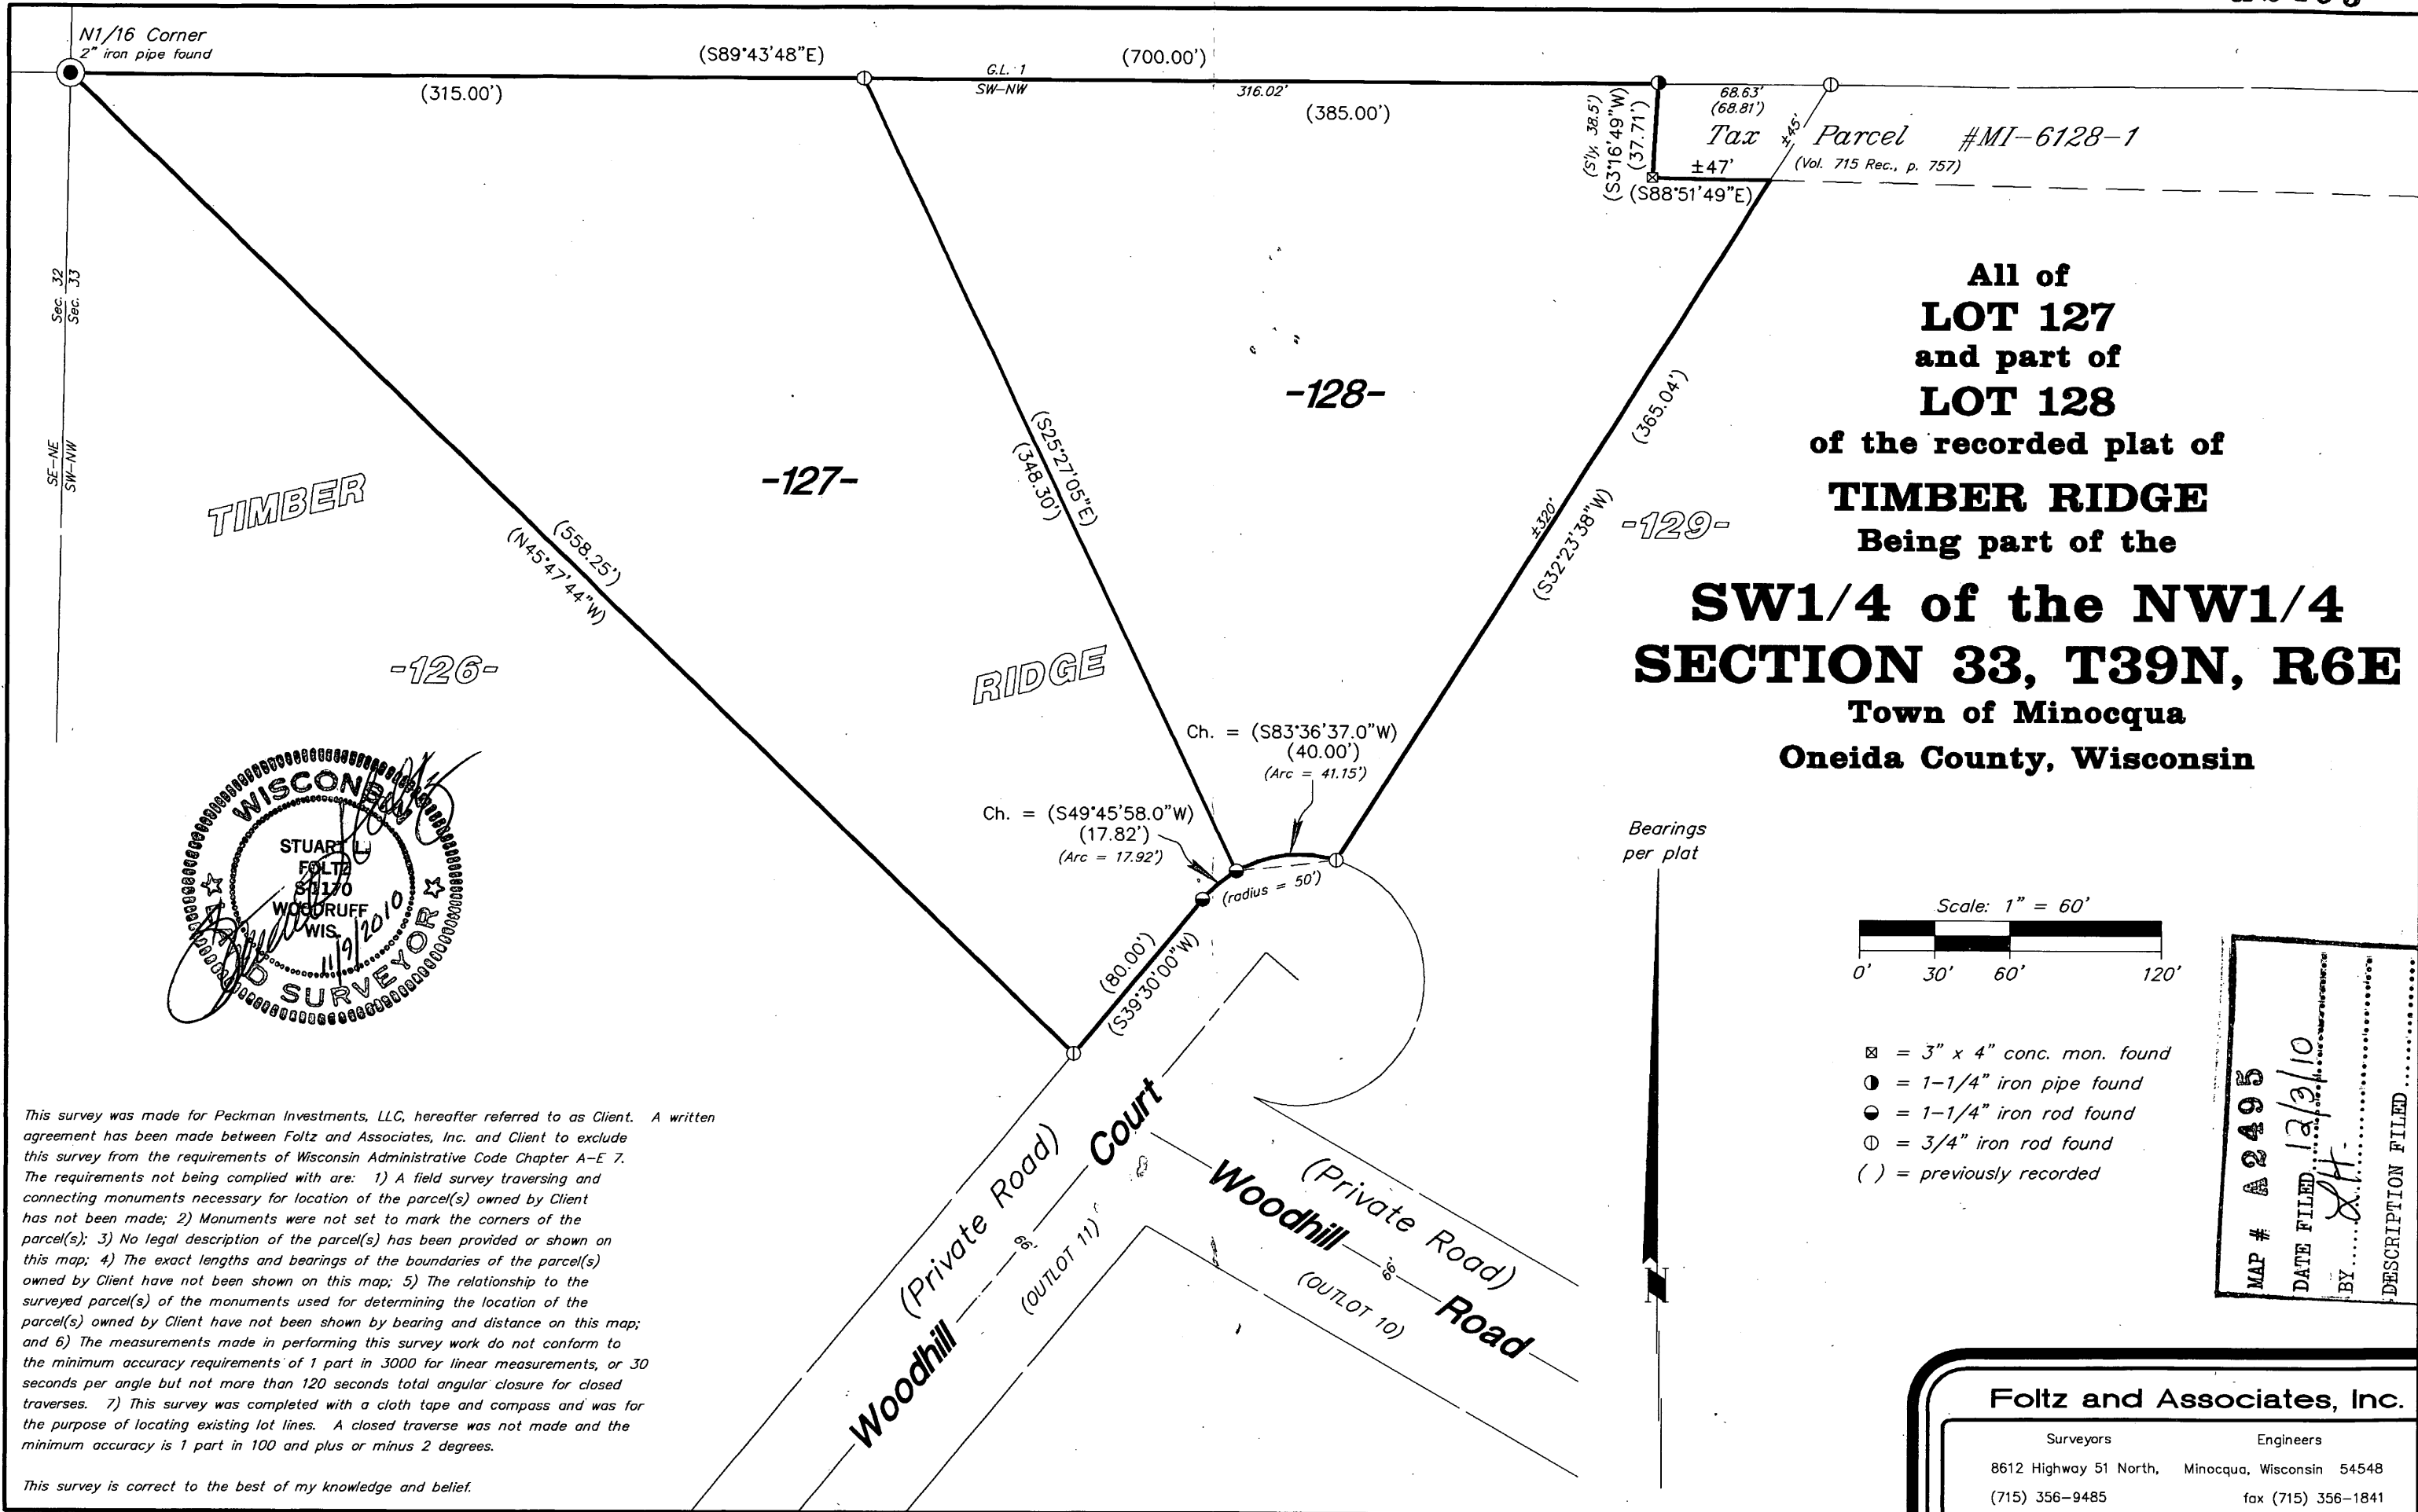 N1/16 Corner
2" iron pipe found
(S89°43'48"E)
(700.00')
G.L. 1
SW-NW
(315.00')
316.02'
(385.00')
68.63'
(68.81')
(S'ly, 38.5')
(S3°16'49"W)
(37.71')
±45'
Tax Parcel #MI-6128-1
(Vol. 715 Rec., p. 757)
±47'
(S88°51'49"E)
Sec. 32
Sec. 33
SE-NE
SW-NW
All of
LOT 127
and part of
LOT 128
of the recorded plat of
TIMBER RIDGE
Being part of the
SW1/4 of the NW1/4
SECTION 33, T39N, R6E
Town of Minocqua
Oneida County, Wisconsin
-128-
-127-
-129-
-126-
TIMBER
RIDGE
(S25°27'05"E)
(348.30')
(365.04')
±320'
(S32°23'38"W)
(558.25')
(N45°47'44"W)
Ch. = (S83°36'37.0"W)
(40.00')
(Arc = 41.15')
Ch. = (S49°45'58.0"W)
(17.82')
(Arc = 17.92')
(radius = 50')
(80.00')
(S39°30'00"W)
WISCONSIN
STUART L.
FOLTZ
S-1170
WOODRUFF
WIS.
11/9/2010
LAND SURVEYOR
Bearings
per plat
N
Scale: 1" = 60'
0' 30' 60' 120'
= 3" x 4" conc. mon. found
= 1-1/4" iron pipe found
= 1-1/4" iron rod found
= 3/4" iron rod found
( ) = previously recorded
MAP # A2495
DATE FILED 12/3/10
BY
DESCRIPTION FILED
(Private Road)
Woodhill Court
66'
(OUTLOT 11)
(Private Road)
Woodhill Road
66'
(OUTLOT 10)
This survey was made for Peckman Investments, LLC, hereafter referred to as Client. A written
agreement has been made between Foltz and Associates, Inc. and Client to exclude
this survey from the requirements of Wisconsin Administrative Code Chapter A-E 7.
The requirements not being complied with are: 1) A field survey traversing and
connecting monuments necessary for location of the parcel(s) owned by Client
has not been made; 2) Monuments were not set to mark the corners of the
parcel(s); 3) No legal description of the parcel(s) has been provided or shown on
this map; 4) The exact lengths and bearings of the boundaries of the parcel(s)
owned by Client have not been shown on this map; 5) The relationship to the
surveyed parcel(s) of the monuments used for determining the location of the
parcel(s) owned by Client have not been shown by bearing and distance on this map;
and 6) The measurements made in performing this survey work do not conform to
the minimum accuracy requirements of 1 part in 3000 for linear measurements, or 30
seconds per angle but not more than 120 seconds total angular closure for closed
traverses. 7) This survey was completed with a cloth tape and compass and was for
the purpose of locating existing lot lines. A closed traverse was not made and the
minimum accuracy is 1 part in 100 and plus or minus 2 degrees.
This survey is correct to the best of my knowledge and belief.
Foltz and Associates, Inc.
Surveyors Engineers
8612 Highway 51 North, Minocqua, Wisconsin 54548
(715) 356-9485 fax (715) 356-1841